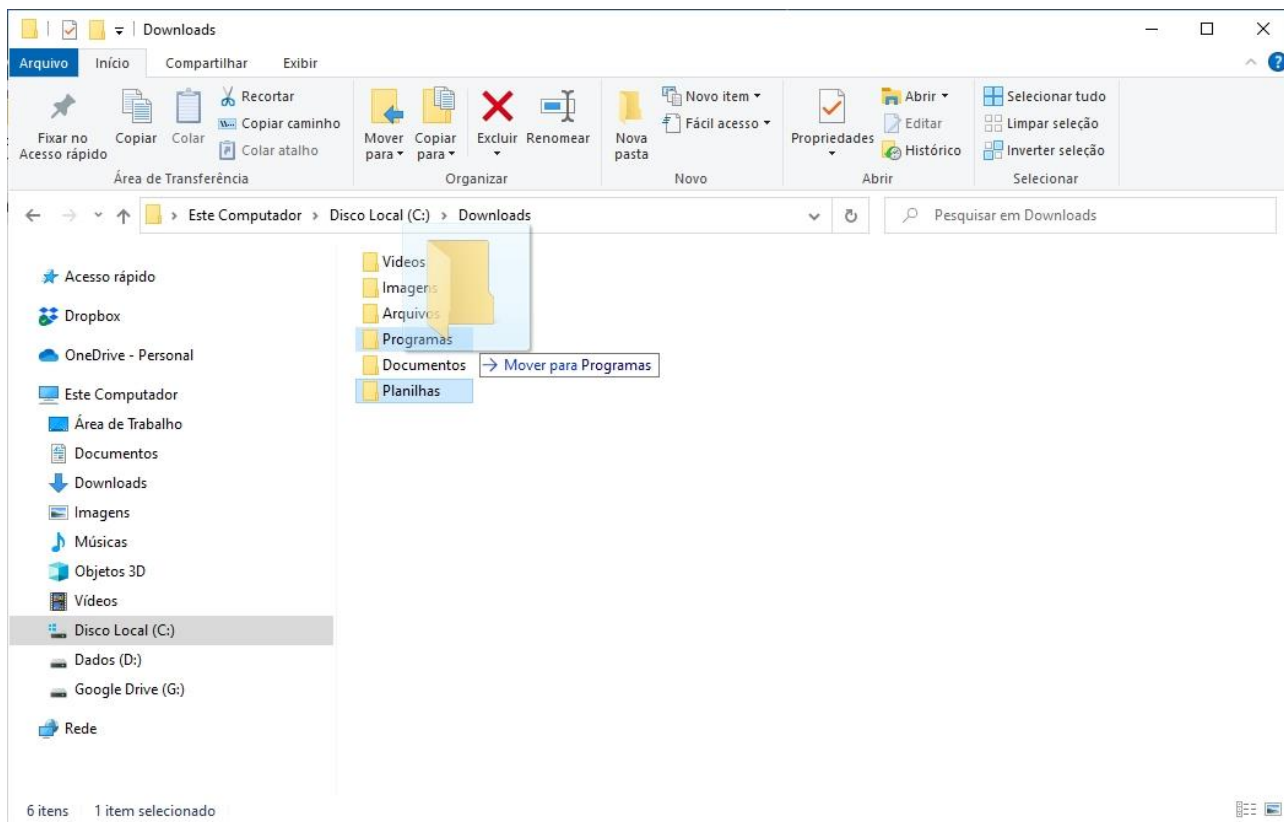 Downloads
Arquivo Início Compartilhar Exibir
Fixar no
Acesso rápido
Copiar
Colar
Recortar
Copiar caminho
Colar atalho
Área de Transferência
Mover
para
Copiar
para
Excluir
Renomear
Organizar
Nova
pasta
Novo item
Fácil acesso
Novo
Propriedades
Abrir
Editar
Histórico
Abrir
Selecionar tudo
Limpar seleção
Inverter seleção
Selecionar
Este Computador > Disco Local (C:) > Downloads
Pesquisar em Downloads
Acesso rápido
Dropbox
OneDrive - Personal
Este Computador
Área de Trabalho
Documentos
Downloads
Imagens
Músicas
Objetos 3D
Vídeos
Disco Local (C:)
Dados (D:)
Google Drive (G:)
Rede
Videos
Imagens
Arquivos
Programas
Documentos
→ Mover para Programas
Planilhas
6 itens 1 item selecionado